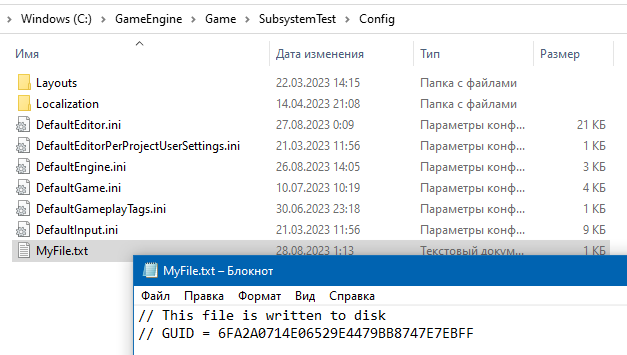 Windows (C:) > GameEngine > Game > SubsystemTest > Config
Имя Дата изменения Тип Размер
Layouts 22.03.2023 14:15 Папка с файлами
Localization 14.04.2023 21:08 Папка с файлами
DefaultEditor.ini 27.08.2023 0:09 Параметры конф... 21 КБ
DefaultEditorPerProjectUserSettings.ini 21.03.2023 11:56 Параметры конф... 1 КБ
DefaultEngine.ini 26.08.2023 14:05 Параметры конф... 3 КБ
DefaultGame.ini 10.07.2023 10:19 Параметры конф... 4 КБ
DefaultGameplayTags.ini 30.06.2023 23:18 Параметры конф... 1 КБ
DefaultInput.ini 21.03.2023 11:56 Параметры конф... 9 КБ
MyFile.txt 28.08.2023 1:13 Текстовый докум... 1 КБ
MyFile.txt – Блокнот
Файл Правка Формат Вид Справка
// This file is written to disk
// GUID = 6FA2A0714E06529E4479BB8747E7EBFF